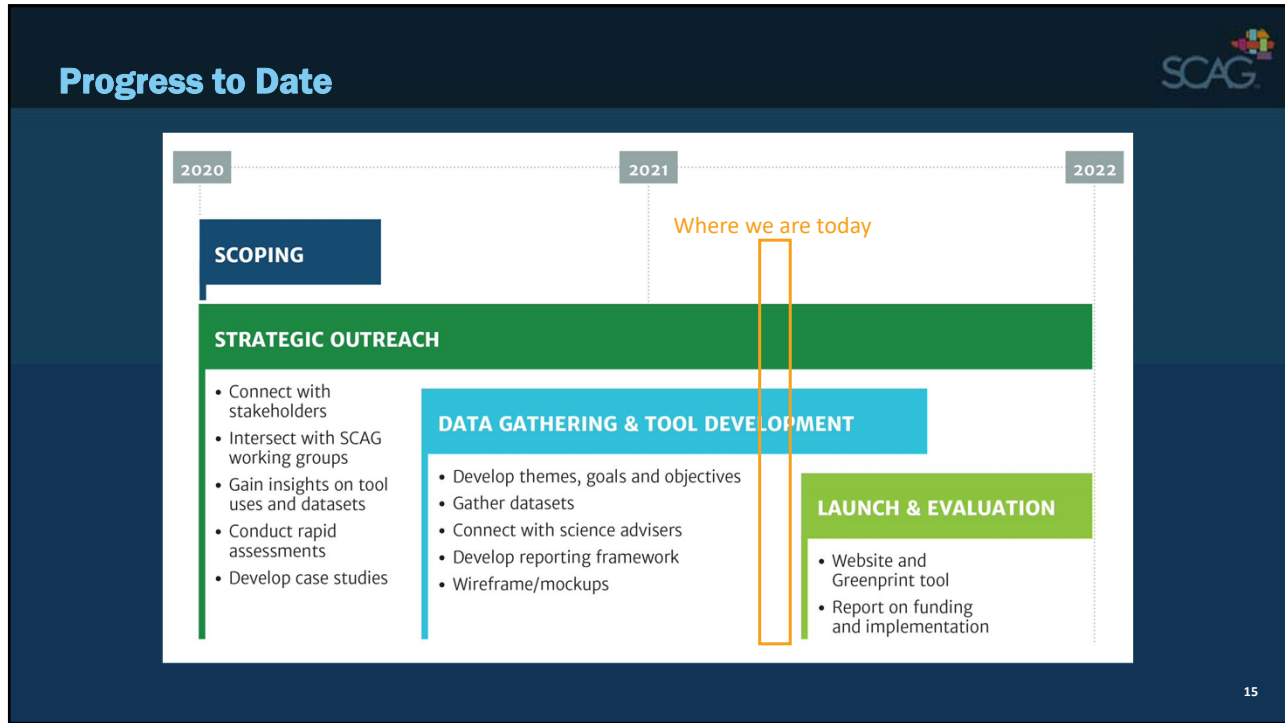 Progress to Date
SCAG
2020
2021
2022
Where we are today
SCOPING
STRATEGIC OUTREACH
• Connect with
stakeholders
• Intersect with SCAG
working groups
• Gain insights on tool
uses and datasets
• Conduct rapid
assessments
• Develop case studies
DATA GATHERING & TOOL DEVELOPMENT
• Develop themes, goals and objectives
• Gather datasets
• Connect with science advisers
• Develop reporting framework
• Wireframe/mockups
LAUNCH & EVALUATION
• Website and
Greenprint tool
• Report on funding
and implementation
15